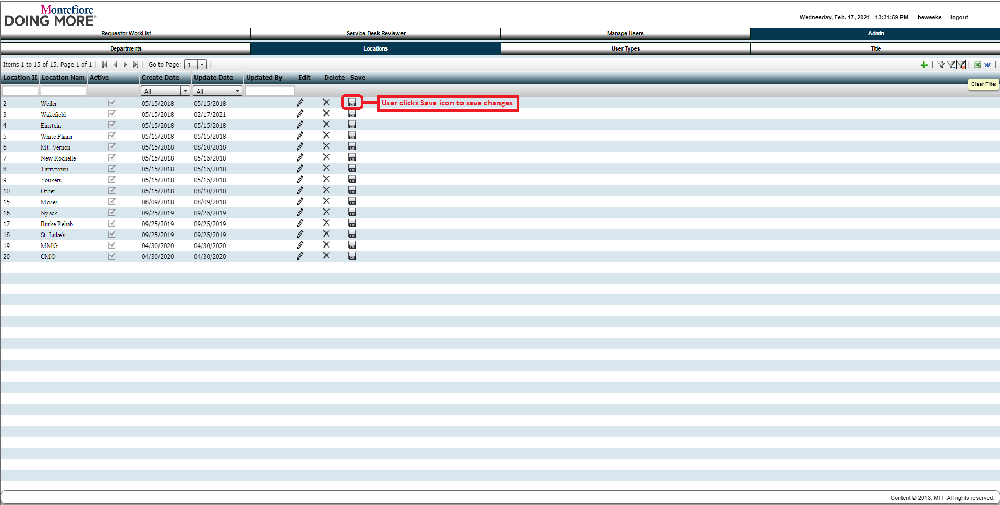 Montefiore
DOING MORE℠
Wednesday, Feb. 17, 2021 - 13:31:59 PM | beweeks | logout
Requestor WorkList Service Desk Reviewer Manage Users Admin
Departments Locations User Types Title
Items 1 to 15 of 15. Page 1 of 1 | Go to Page: 1 |
Location II Location Nam Active Create Date Update Date Updated By Edit Delete Save
Clear Filter
All All
2 Weiler 05/15/2018 05/15/2018
User clicks Save icon to save changes
3 Wakefield 05/15/2018 02/17/2021
4 Einstein 05/15/2018 05/15/2018
5 White Plains 05/15/2018 05/15/2018
6 Mt. Vernon 05/15/2018 08/10/2018
7 New Rochelle 05/15/2018 05/15/2018
8 Tarrytown 05/15/2018 05/15/2018
9 Yonkers 05/15/2018 05/15/2018
10 Other 05/15/2018 08/10/2018
15 Moses 08/09/2018 08/09/2018
16 Nyack 09/25/2019 09/25/2019
17 Burke Rehab 09/25/2019 09/25/2019
18 St. Luke's 09/25/2019 09/25/2019
19 MMG 04/30/2020 04/30/2020
20 CMO 04/30/2020 04/30/2020
Content © 2018, MIT .All rights reserved.